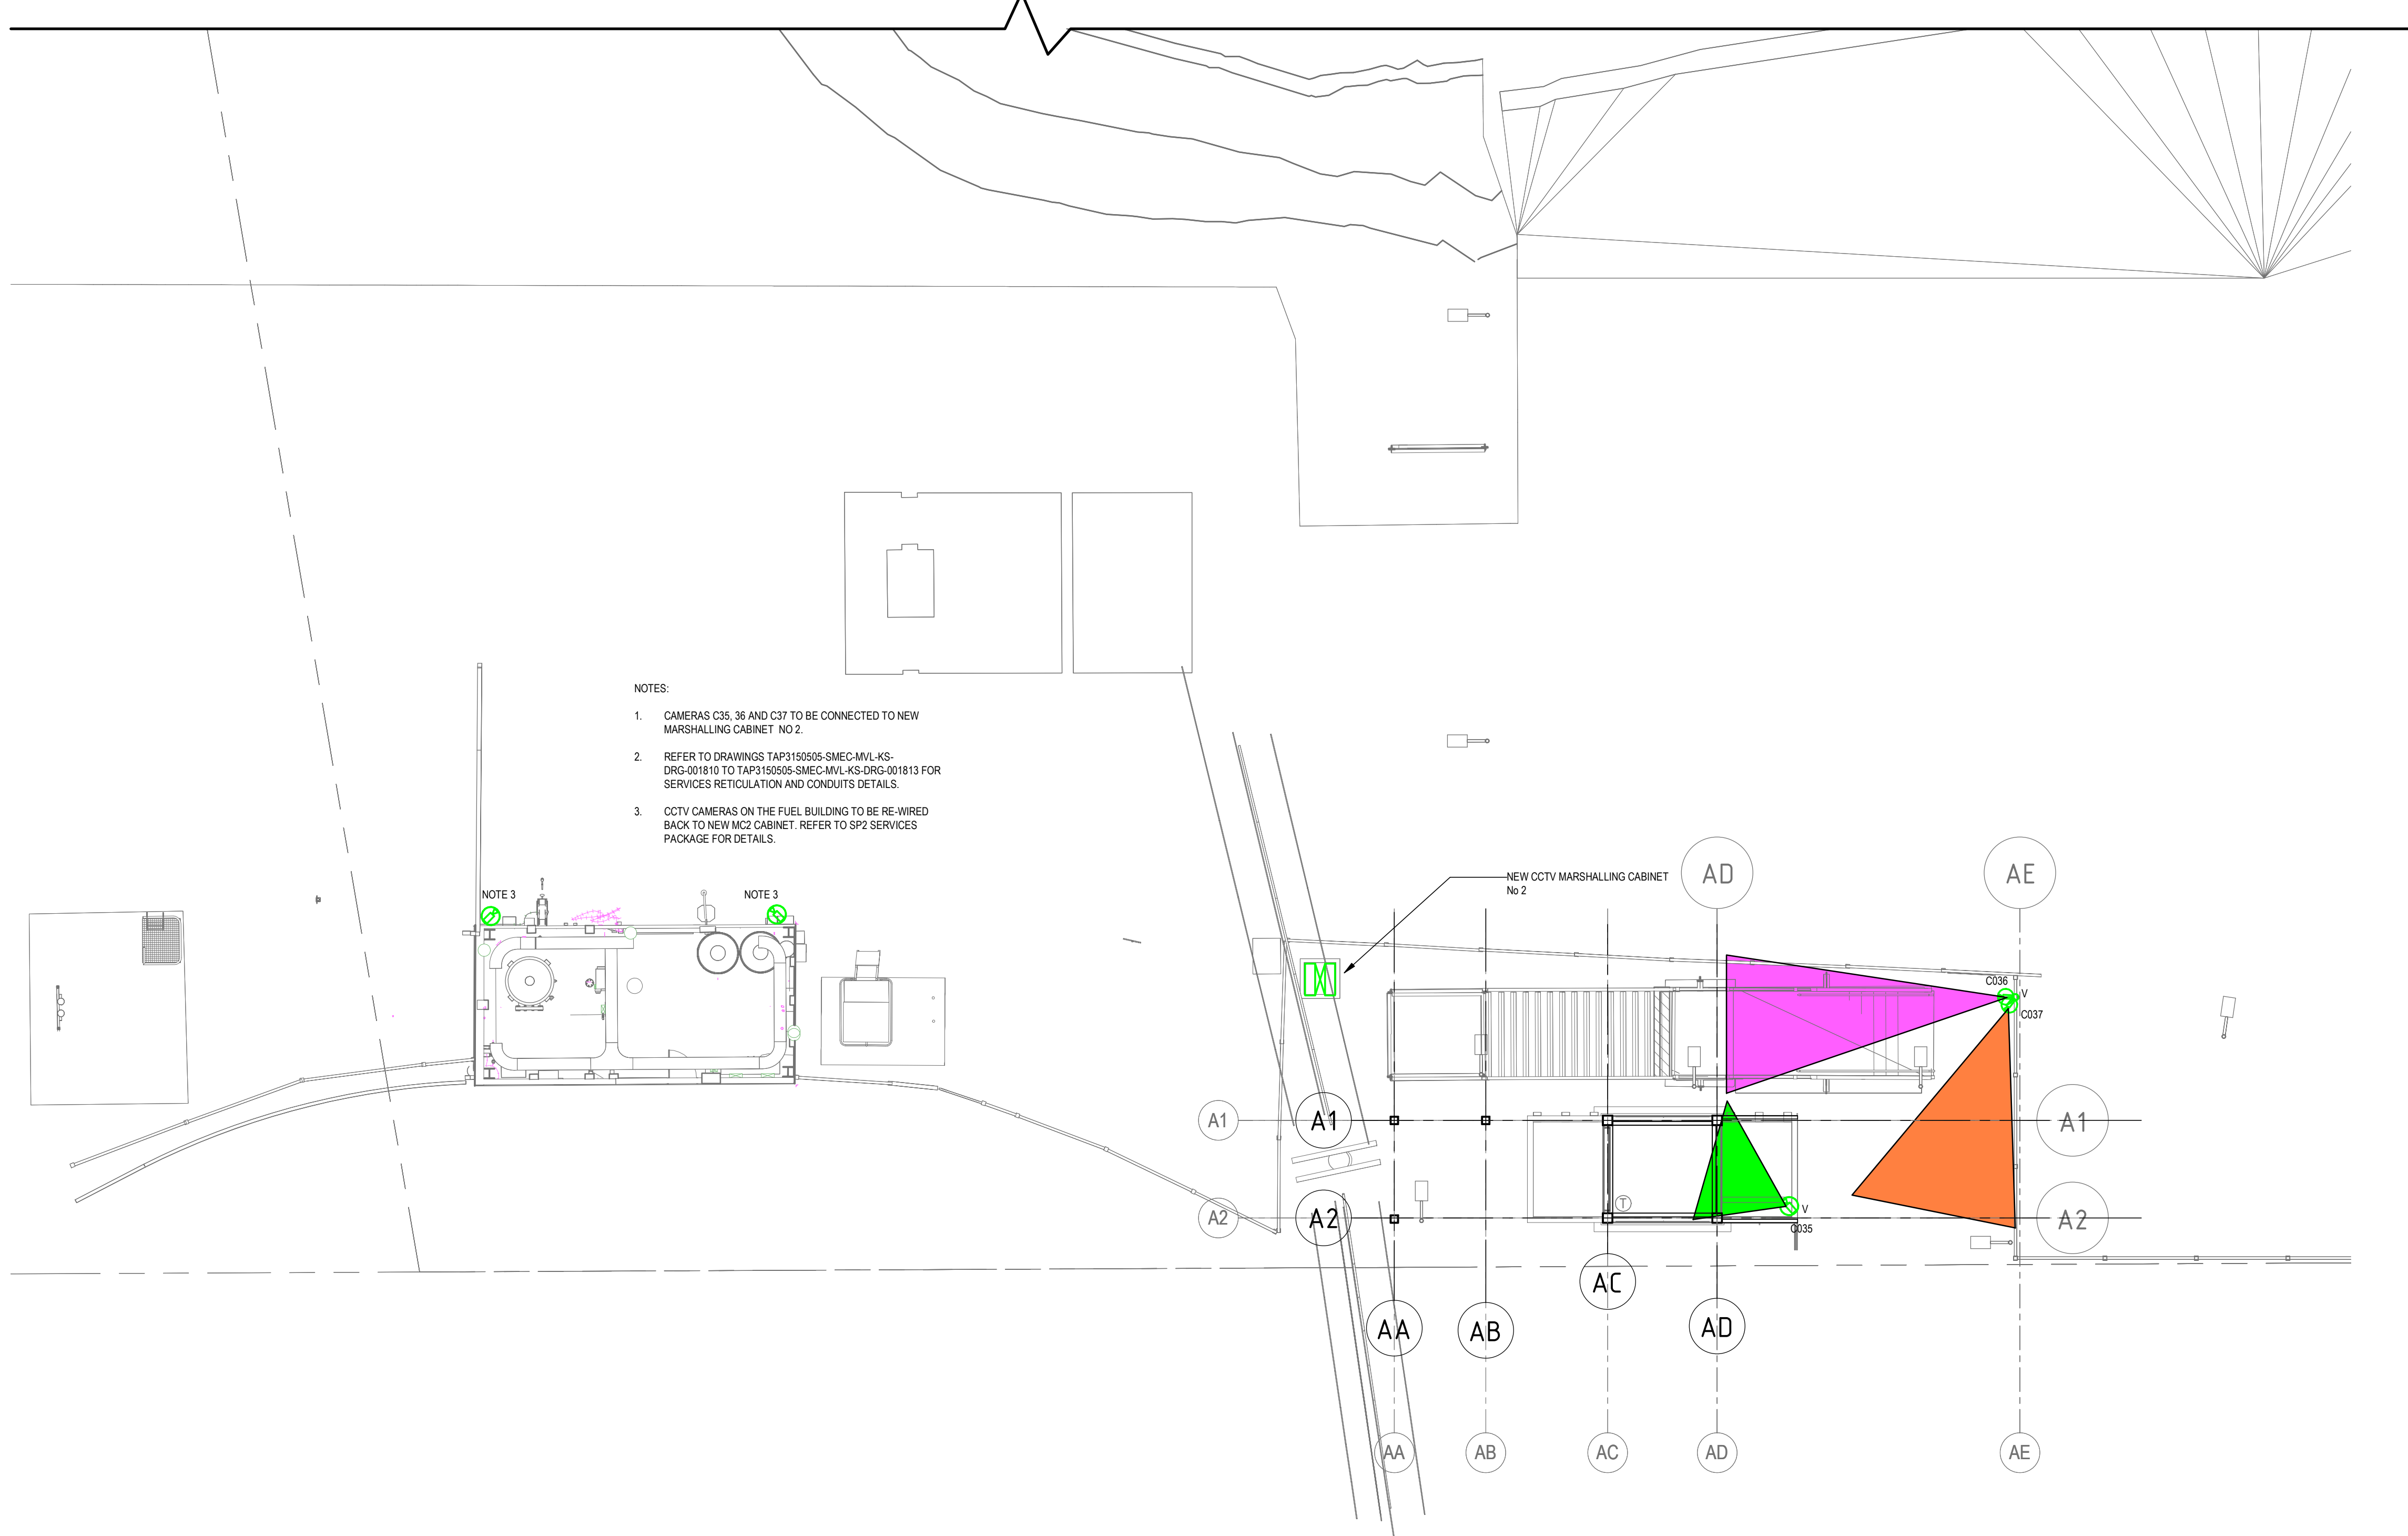 NOTES:
1. CAMERAS C35, 36 AND C37 TO BE CONNECTED TO NEW
MARSHALLING CABINET NO 2.
2. REFER TO DRAWINGS TAP3150505-SMEC-MVL-KS-
DRG-001810 TO TAP3150505-SMEC-MVL-KS-DRG-001813 FOR
SERVICES RETICULATION AND CONDUITS DETAILS.
3. CCTV CAMERAS ON THE FUEL BUILDING TO BE RE-WIRED
BACK TO NEW MC2 CABINET. REFER TO SP2 SERVICES
PACKAGE FOR DETAILS.
NOTE 3
NOTE 3
NEW CCTV MARSHALLING CABINET
No 2
AD
AE
C036
V
C037
A1
A1
A1
T
V
A2
A2
A2
C035
AC
AA
AB
AD
AA
AB
AC
AD
AE